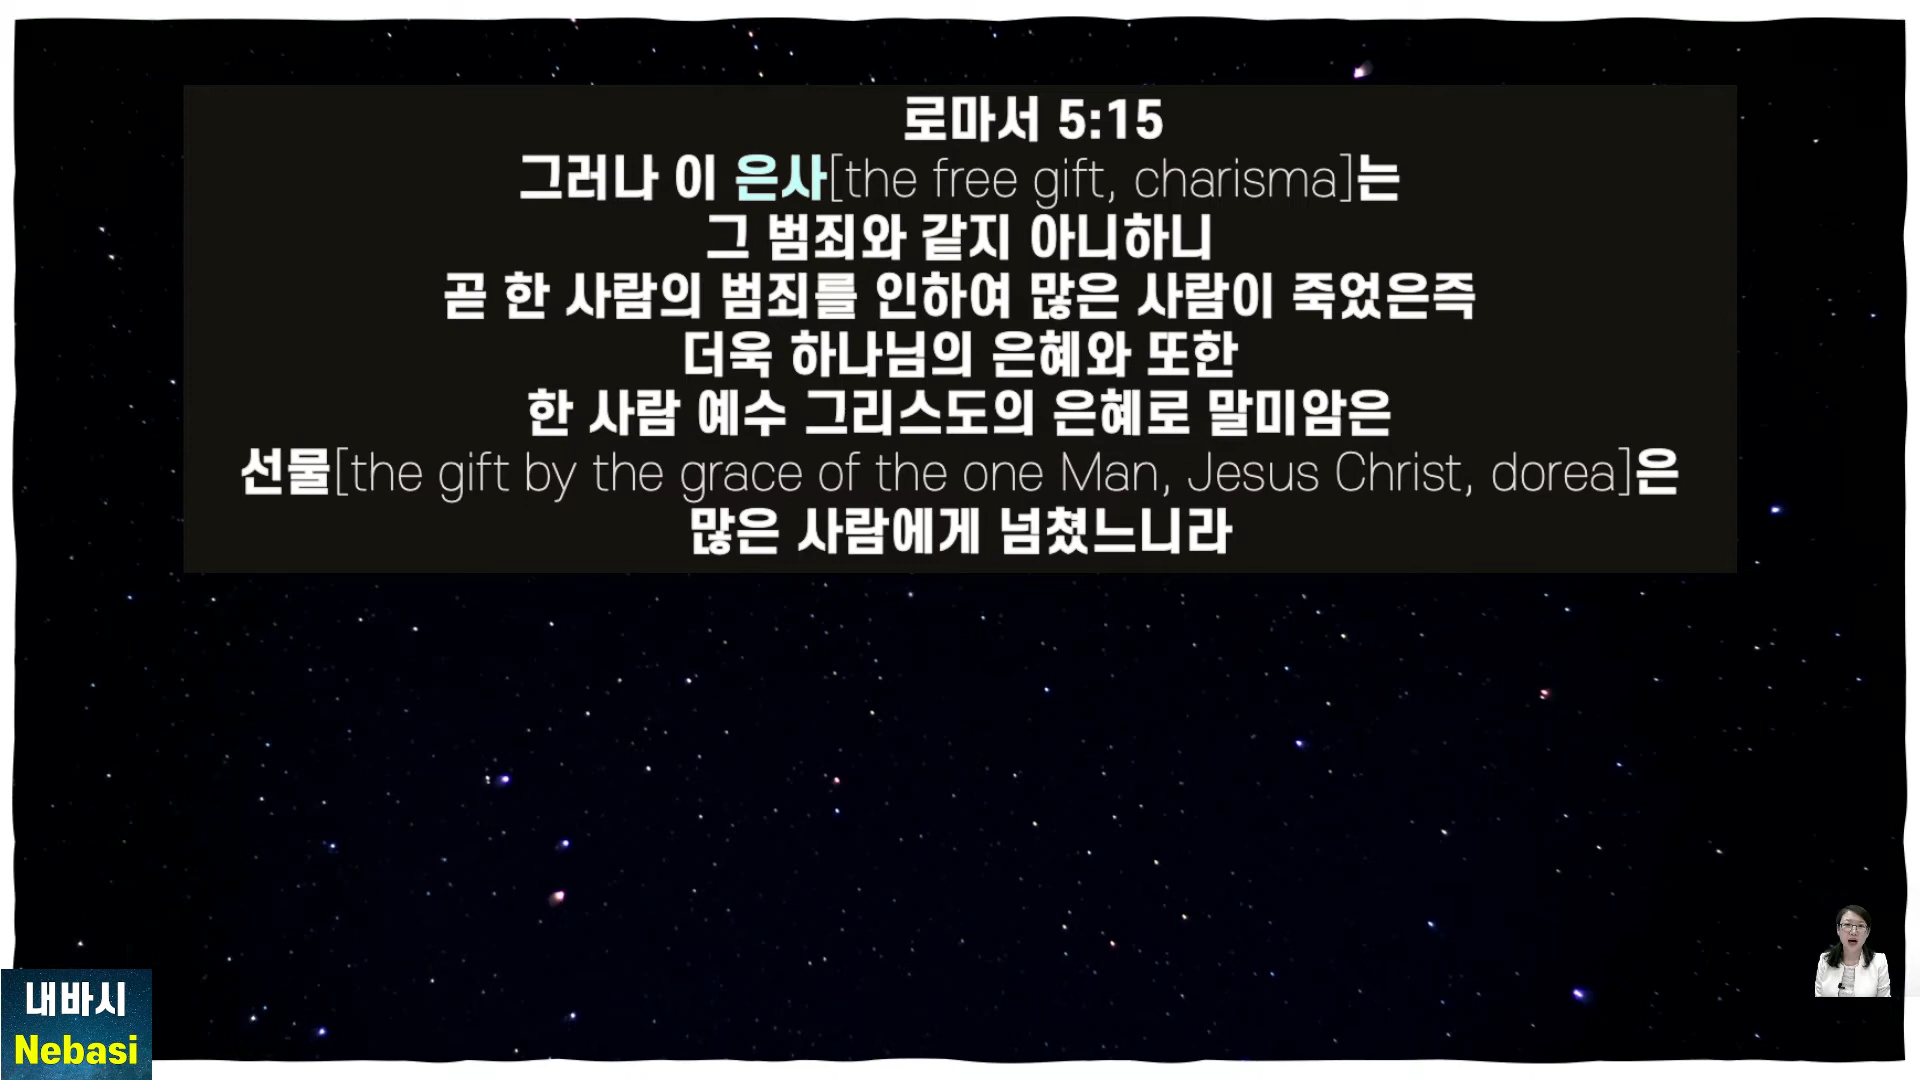 로마서 5:15
그러나 이 은사[the free gift, charisma]는
그 범죄와 같지 아니하니
곧 한 사람의 범죄를 인하여 많은 사람이 죽었은즉
더욱 하나님의 은혜와 또한
한 사람 예수 그리스도의 은혜로 말미암은
선물[the gift by the grace of the one Man, Jesus Christ, dorea]은
많은 사람에게 넘쳤느니라
내바시
Nebasi